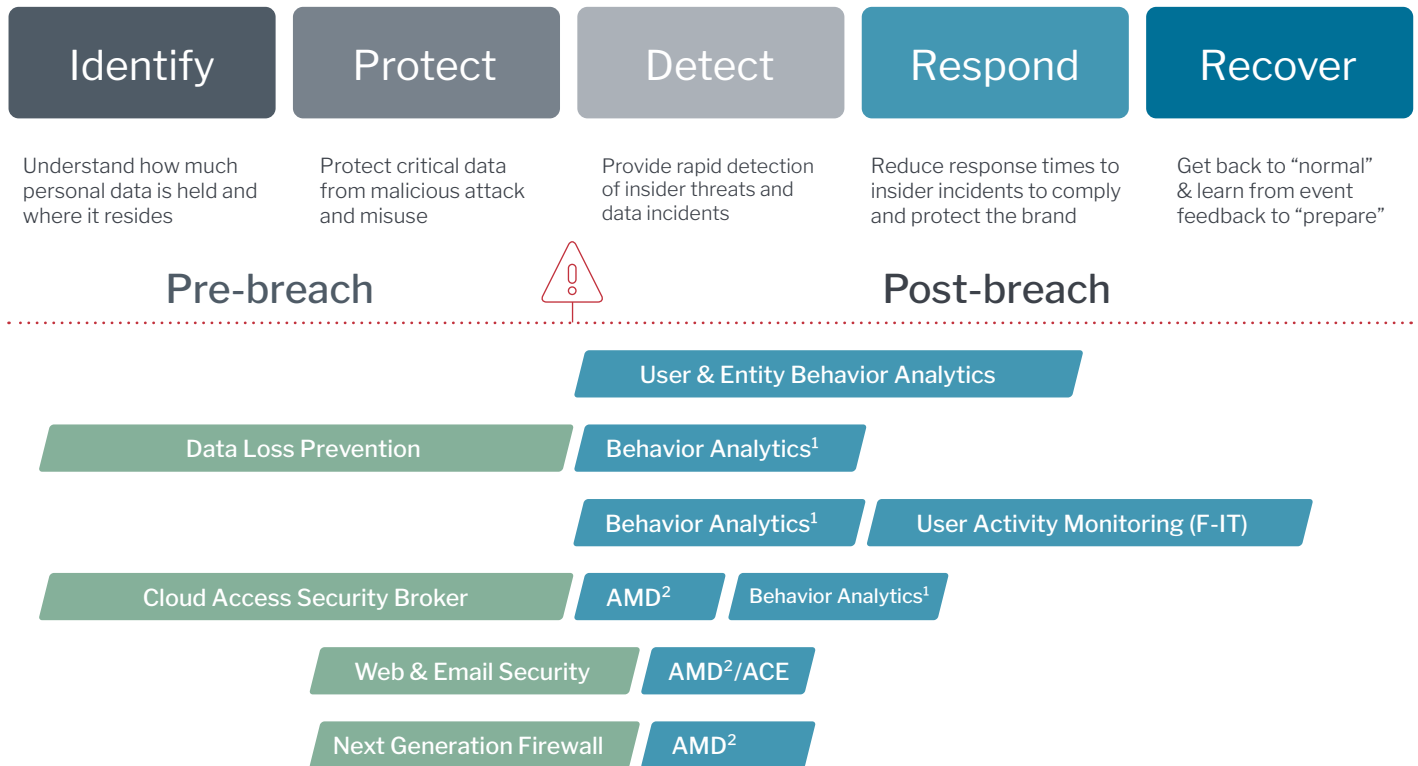 Identify
Protect
Detect
Respond
Recover
Understand how much
personal data is held and
where it resides
Protect critical data
from malicious attack
and misuse
Provide rapid detection
of insider threats and
data incidents
Reduce response times to
insider incidents to comply
and protect the brand
Get back to “normal”
& learn from event
feedback to “prepare”
Pre-breach
Post-breach
User & Entity Behavior Analytics
Data Loss Prevention
Behavior Analytics¹
Behavior Analytics¹
User Activity Monitoring (F-IT)
Cloud Access Security Broker
AMD²
Behavior Analytics¹
Web & Email Security
AMD²/ACE
Next Generation Firewall
AMD²